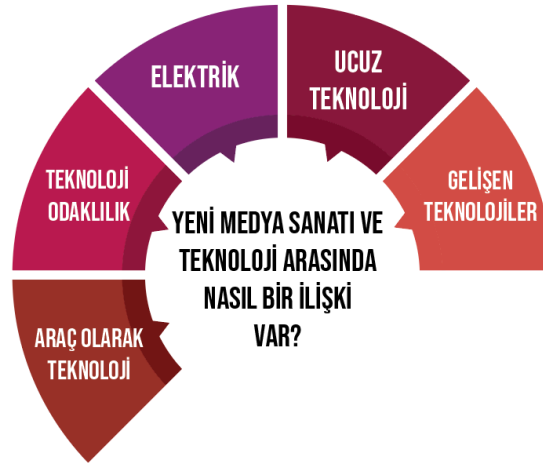 ELEKTRİK
UCUZ
TEKNOLOJİ
TEKNOLOJİ
ODAKLILIK
GELİŞEN
TEKNOLOJİLER
YENİ MEDYA SANATI VE
TEKNOLOJİ ARASINDA
NASIL BİR İLİŞKİ
VAR?
ARAÇ OLARAK
TEKNOLOJİ